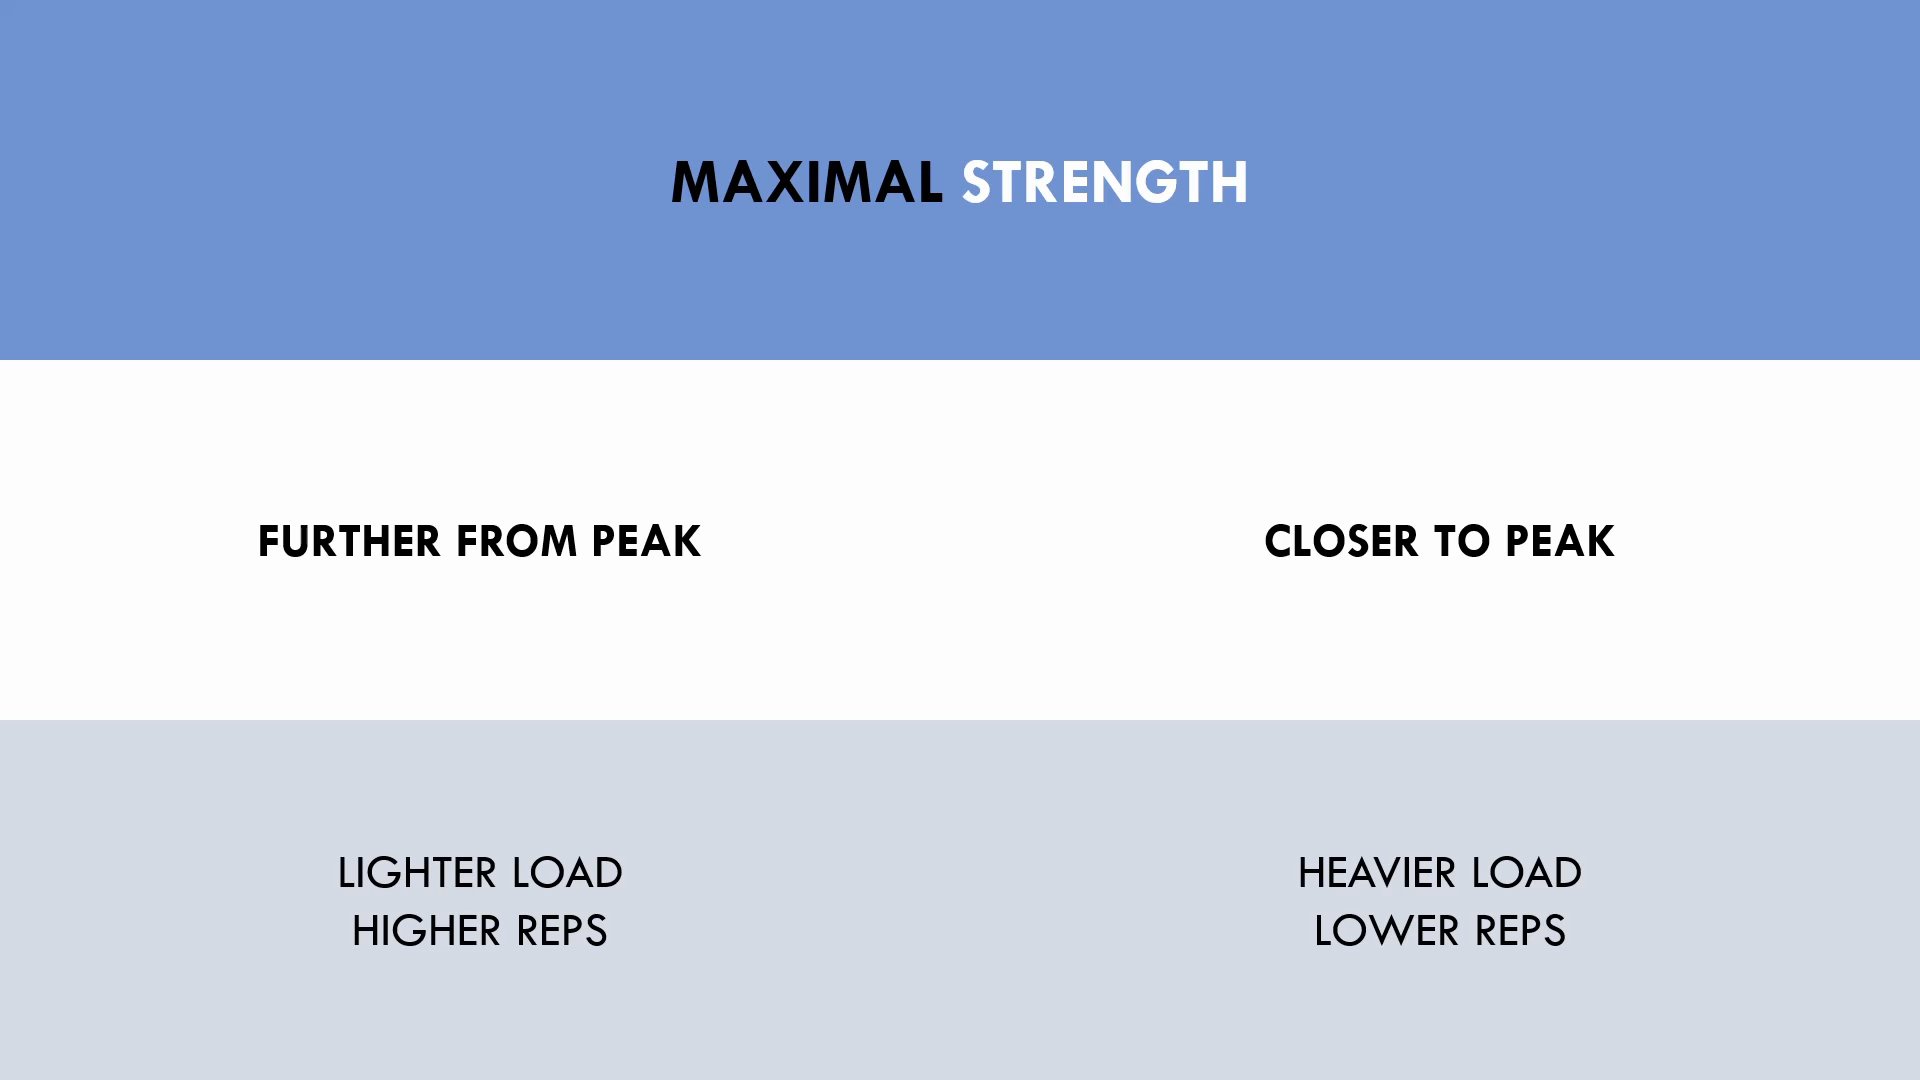 MAXIMAL STRENGTH
FURTHER FROM PEAK
CLOSER TO PEAK
LIGHTER LOAD
HIGHER REPS
HEAVIER LOAD
LOWER REPS